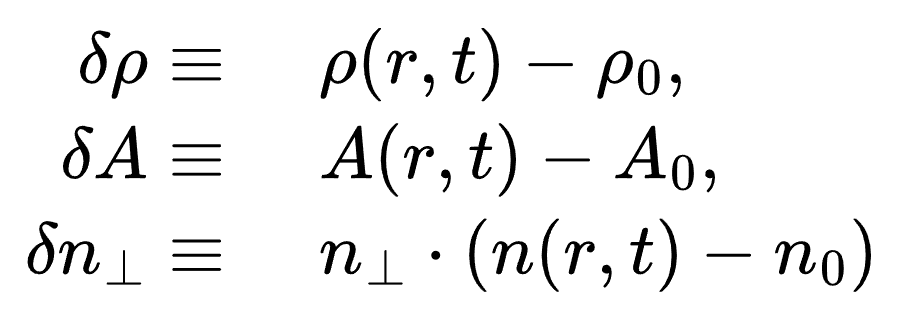 δρ ≡ ρ(r, t) − ρ₀,
δA ≡ A(r, t) − A₀,
δn⊥ ≡ n⊥ · (n(r, t) − n₀)